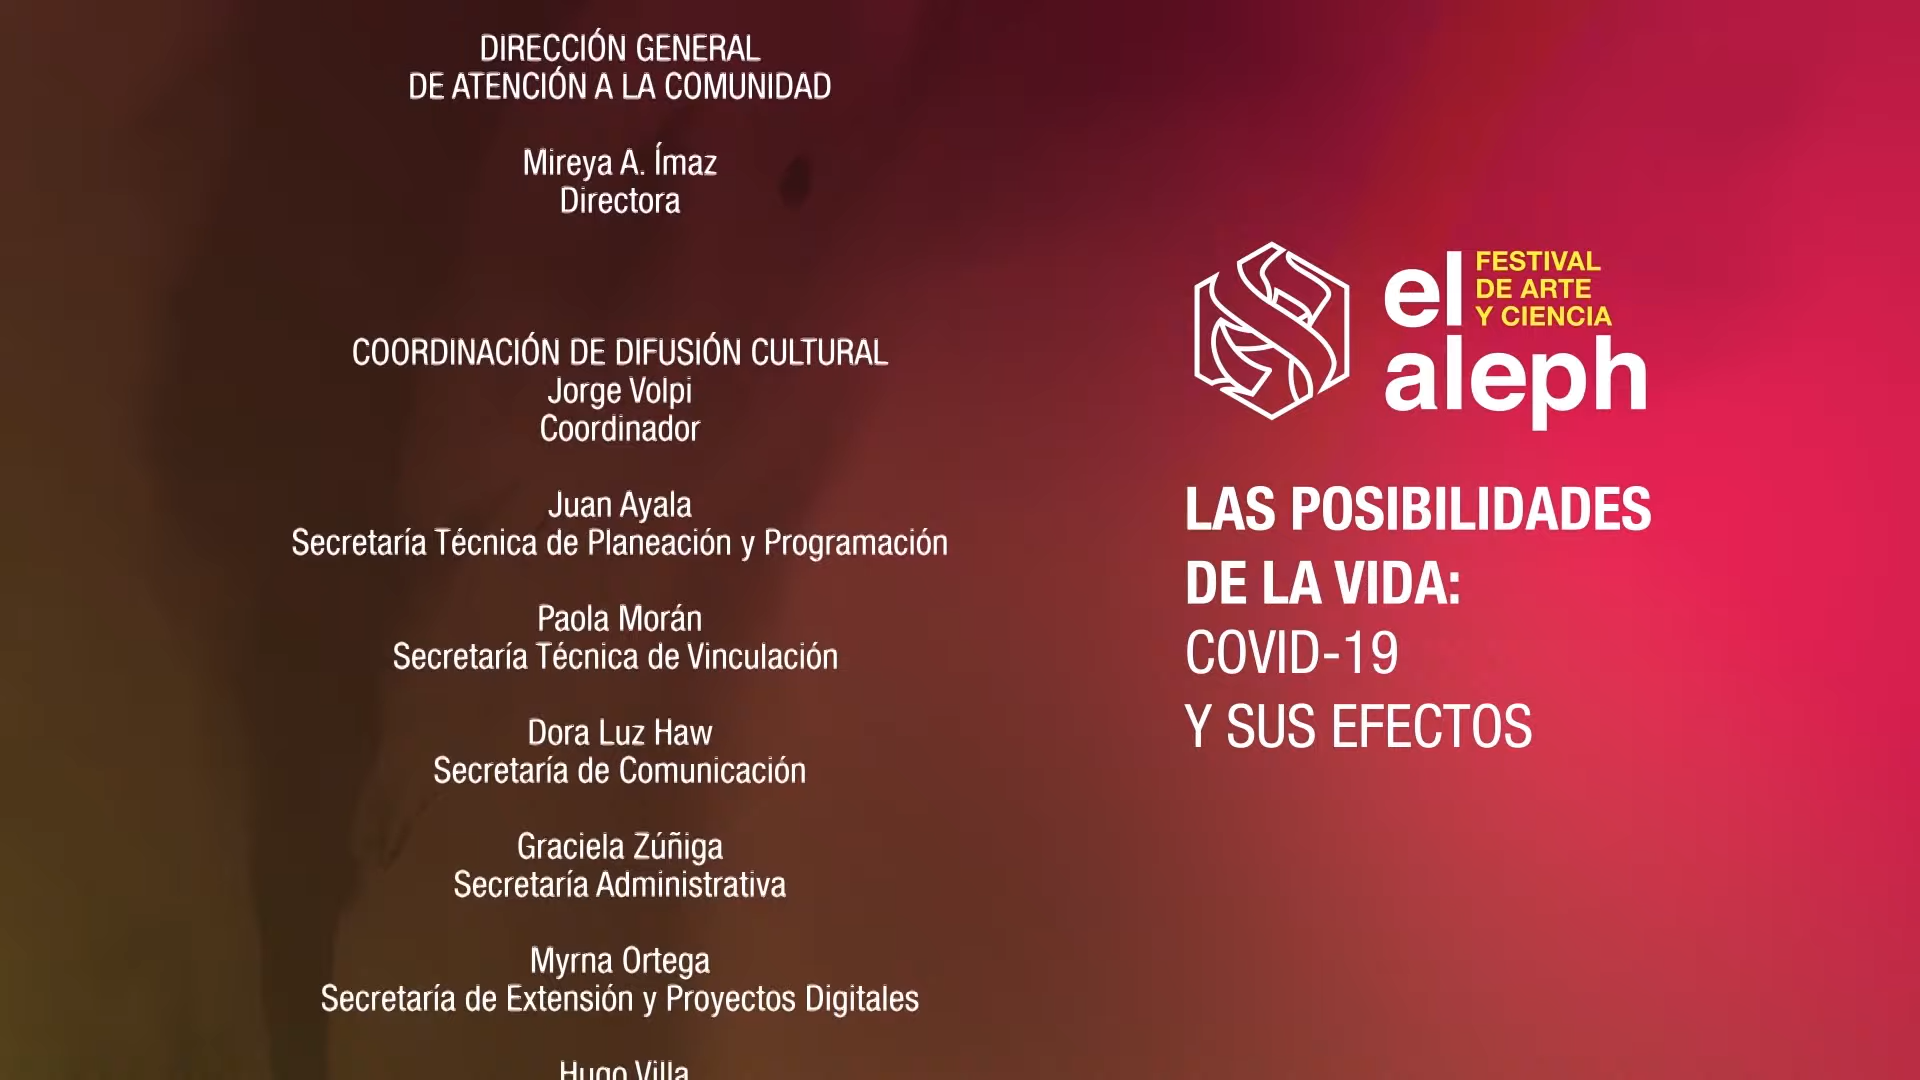 DIRECCIÓN GENERAL
DE ATENCIÓN A LA COMUNIDAD
Mireya A. Ímaz
Directora
COORDINACIÓN DE DIFUSIÓN CULTURAL
Jorge Volpi
Coordinador
Juan Ayala
Secretaría Técnica de Planeación y Programación
Paola Morán
Secretaría Técnica de Vinculación
Dora Luz Haw
Secretaría de Comunicación
Graciela Zúñiga
Secretaría Administrativa
Myrna Ortega
Secretaría de Extensión y Proyectos Digitales
Hugo Villa
el
aleph
FESTIVAL
DE ARTE
Y CIENCIA
LAS POSIBILIDADES
DE LA VIDA:
COVID-19
Y SUS EFECTOS